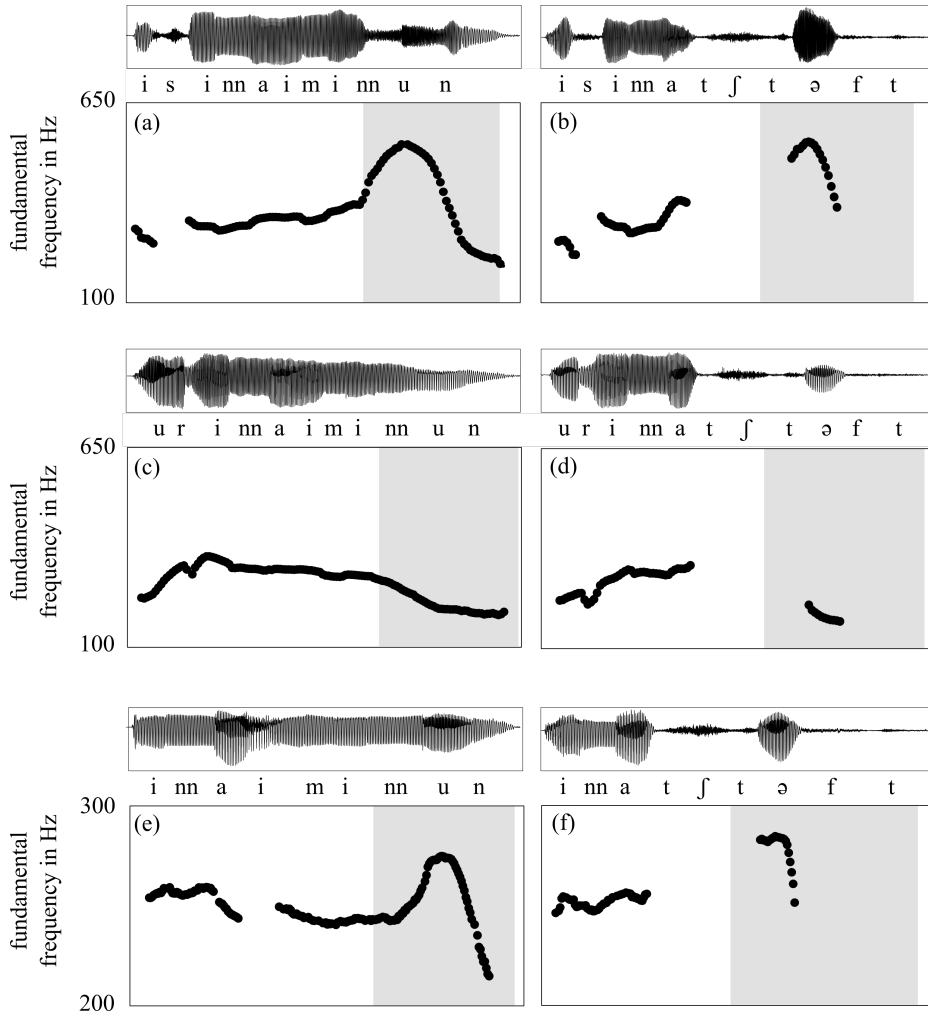 i s i nn a i m i nn u n
i s i nn a t ʃ t ə f t
fundamental
frequency in Hz
650
100
(a)
(b)
u r i nn a i m i nn u n
u r i nn a t ʃ t ə f t
fundamental
frequency in Hz
650
100
(c)
(d)
i nn a i m i nn u n
i nn a t ʃ t ə f t
fundamental
frequency in Hz
300
200
(e)
(f)